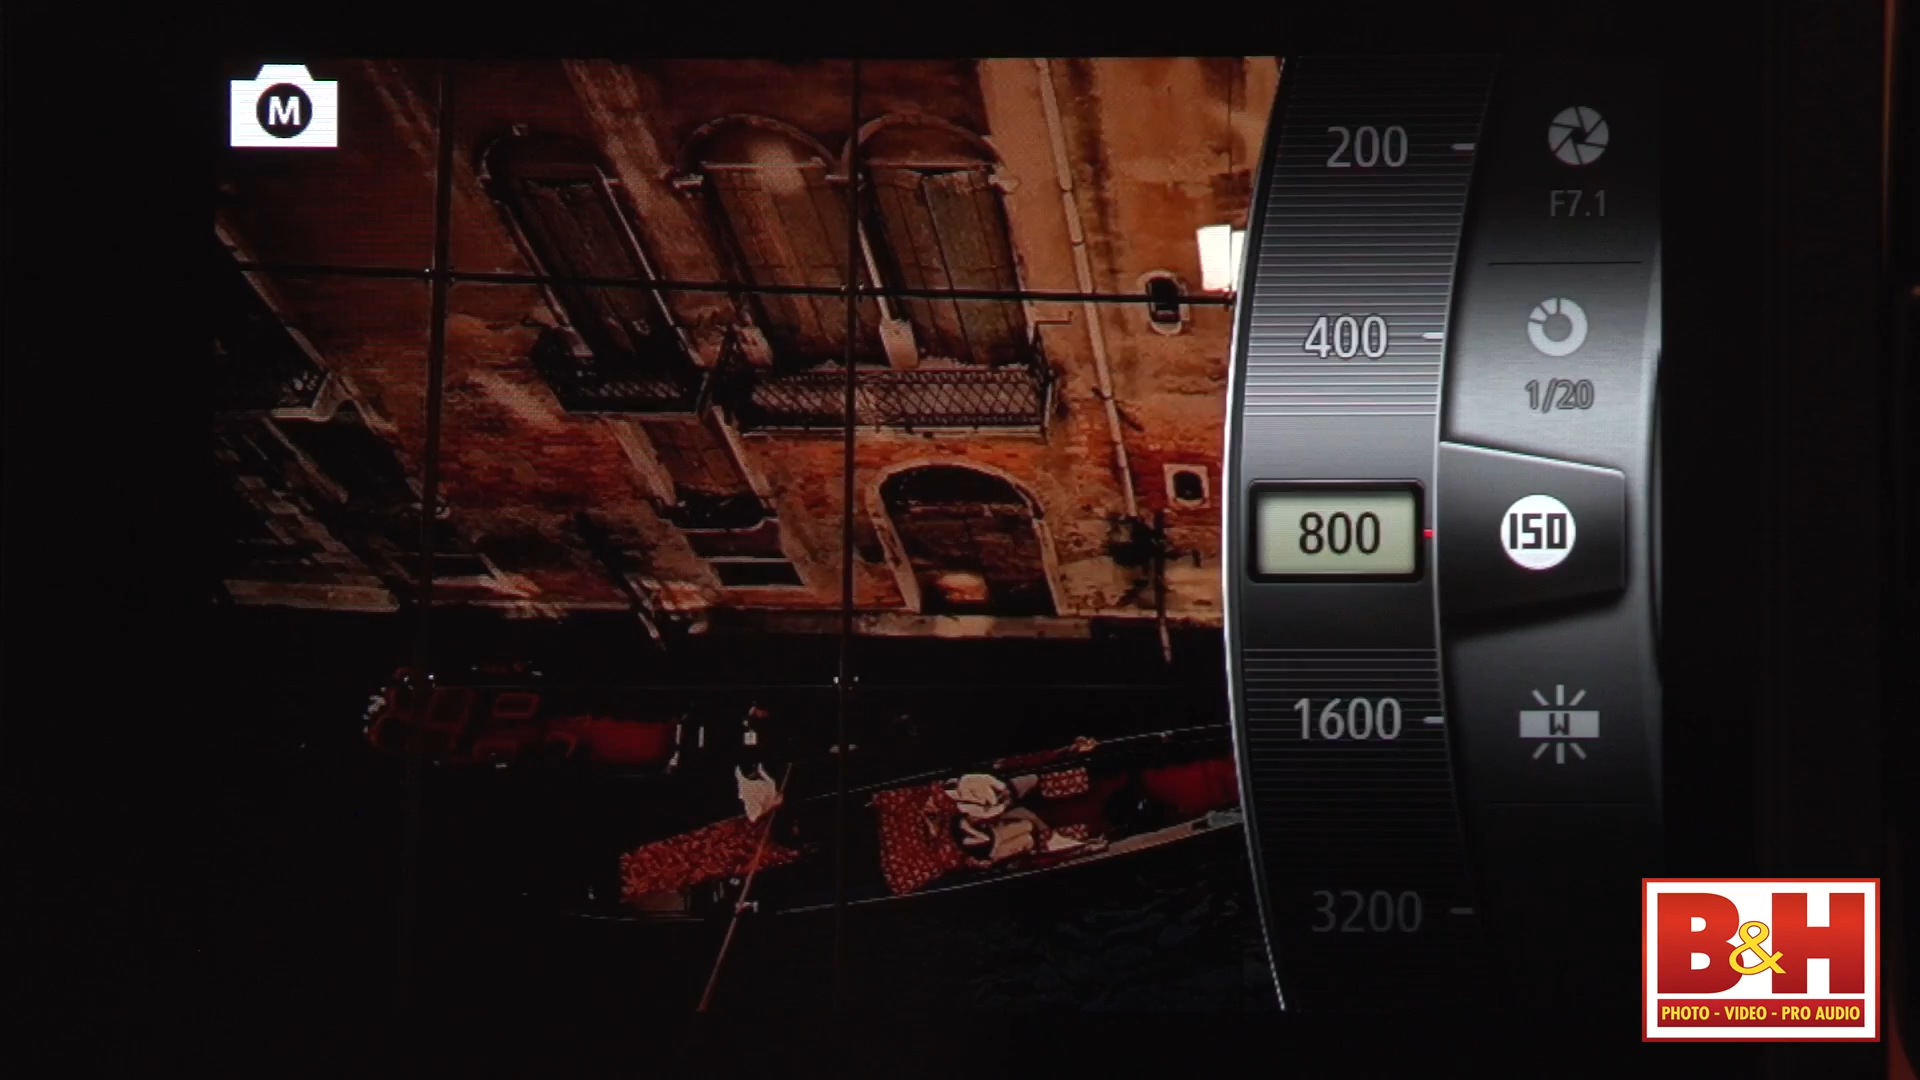 M
200
F7.1
400
1/20
800
ISO
1600
W
3200
B&H
PHOTO - VIDEO - PRO AUDIO